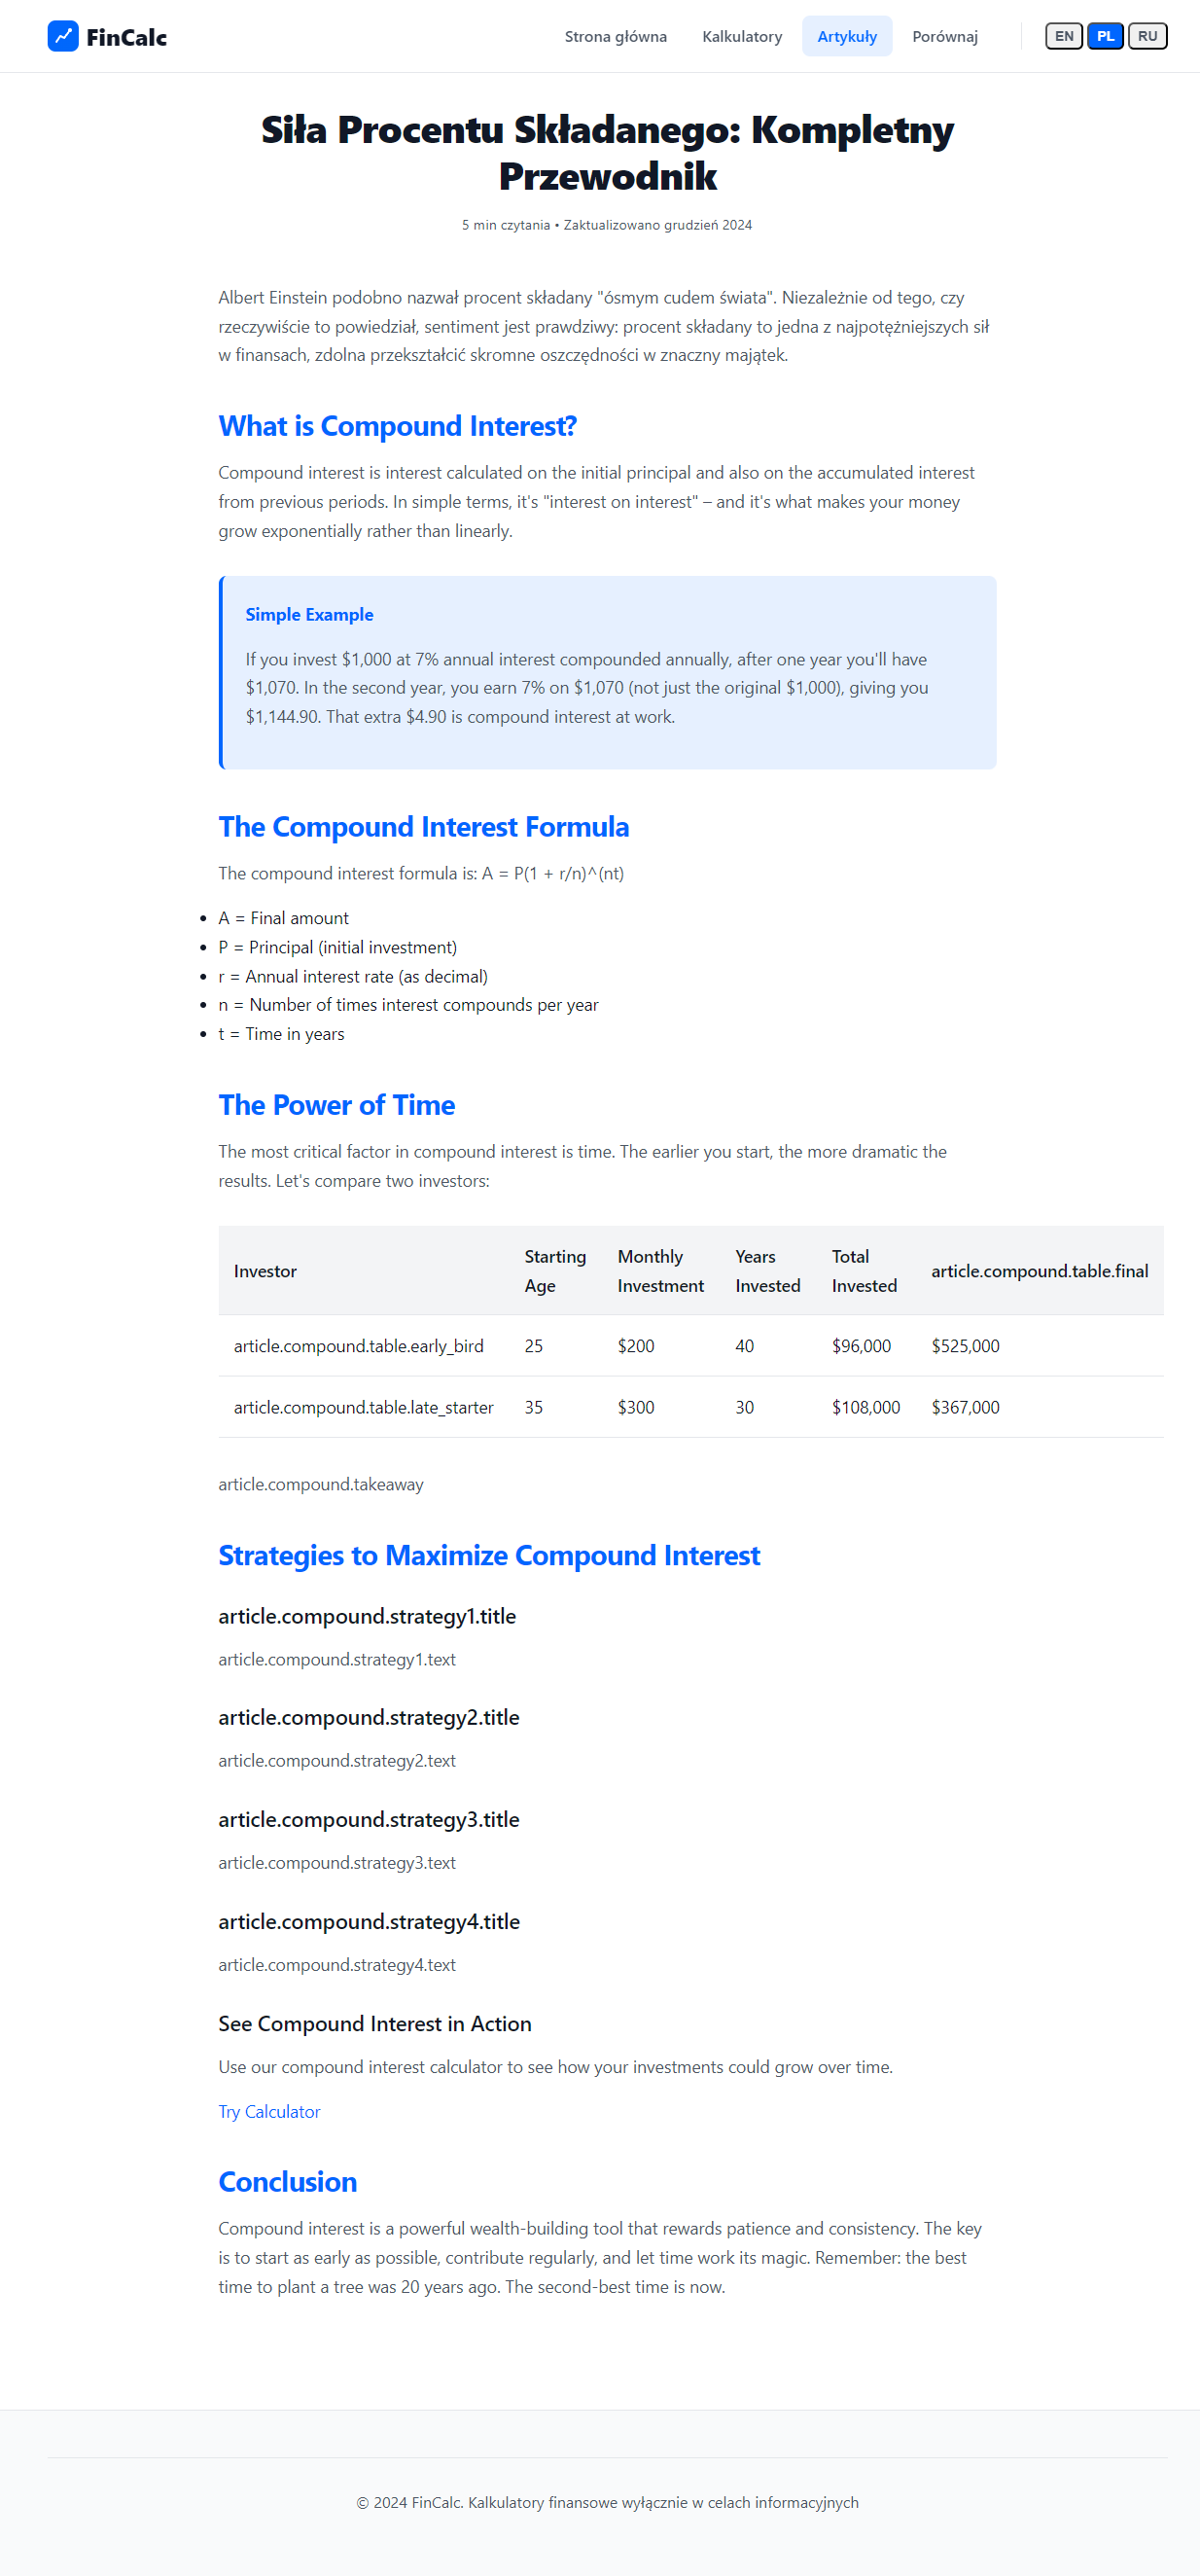 FinCalc
Strona główna
Kalkulatory
Artykuły
Porównaj
EN
PL
RU
Siła Procentu Składanego: Kompletny
Przewodnik
5 min czytania • Zaktualizowano grudzień 2024
Albert Einstein podobno nazwał procent składany "ósmym cudem świata". Niezależnie od tego, czy
rzeczywiście to powiedział, sentiment jest prawdziwy: procent składany to jedna z najpotężniejszych sił
w finansach, zdolna przekształcić skromne oszczędności w znaczny majątek.
What is Compound Interest?
Compound interest is interest calculated on the initial principal and also on the accumulated interest
from previous periods. In simple terms, it's "interest on interest" – and it's what makes your money
grow exponentially rather than linearly.
Simple Example
If you invest $1,000 at 7% annual interest compounded annually, after one year you'll have
$1,070. In the second year, you earn 7% on $1,070 (not just the original $1,000), giving you
$1,144.90. That extra $4.90 is compound interest at work.
The Compound Interest Formula
The compound interest formula is: A = P(1 + r/n)^(nt)
• A = Final amount
• P = Principal (initial investment)
• r = Annual interest rate (as decimal)
• n = Number of times interest compounds per year
• t = Time in years
The Power of Time
The most critical factor in compound interest is time. The earlier you start, the more dramatic the
results. Let's compare two investors:
Investor Starting Age Monthly Investment Years Invested Total Invested article.compound.table.final
article.compound.table.early_bird 25 $200 40 $96,000 $525,000
article.compound.table.late_starter 35 $300 30 $108,000 $367,000
article.compound.takeaway
Strategies to Maximize Compound Interest
article.compound.strategy1.title
article.compound.strategy1.text
article.compound.strategy2.title
article.compound.strategy2.text
article.compound.strategy3.title
article.compound.strategy3.text
article.compound.strategy4.title
article.compound.strategy4.text
See Compound Interest in Action
Use our compound interest calculator to see how your investments could grow over time.
Try Calculator
Conclusion
Compound interest is a powerful wealth-building tool that rewards patience and consistency. The key
is to start as early as possible, contribute regularly, and let time work its magic. Remember: the best
time to plant a tree was 20 years ago. The second-best time is now.
© 2024 FinCalc. Kalkulatory finansowe wyłącznie w celach informacyjnych